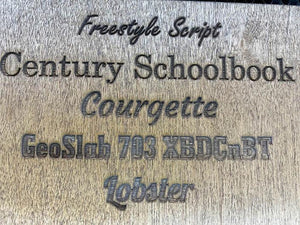 Freestyle Script
Century Schoolbook
Courgette
GeoSlab 703 XBDCnBT
Lobster